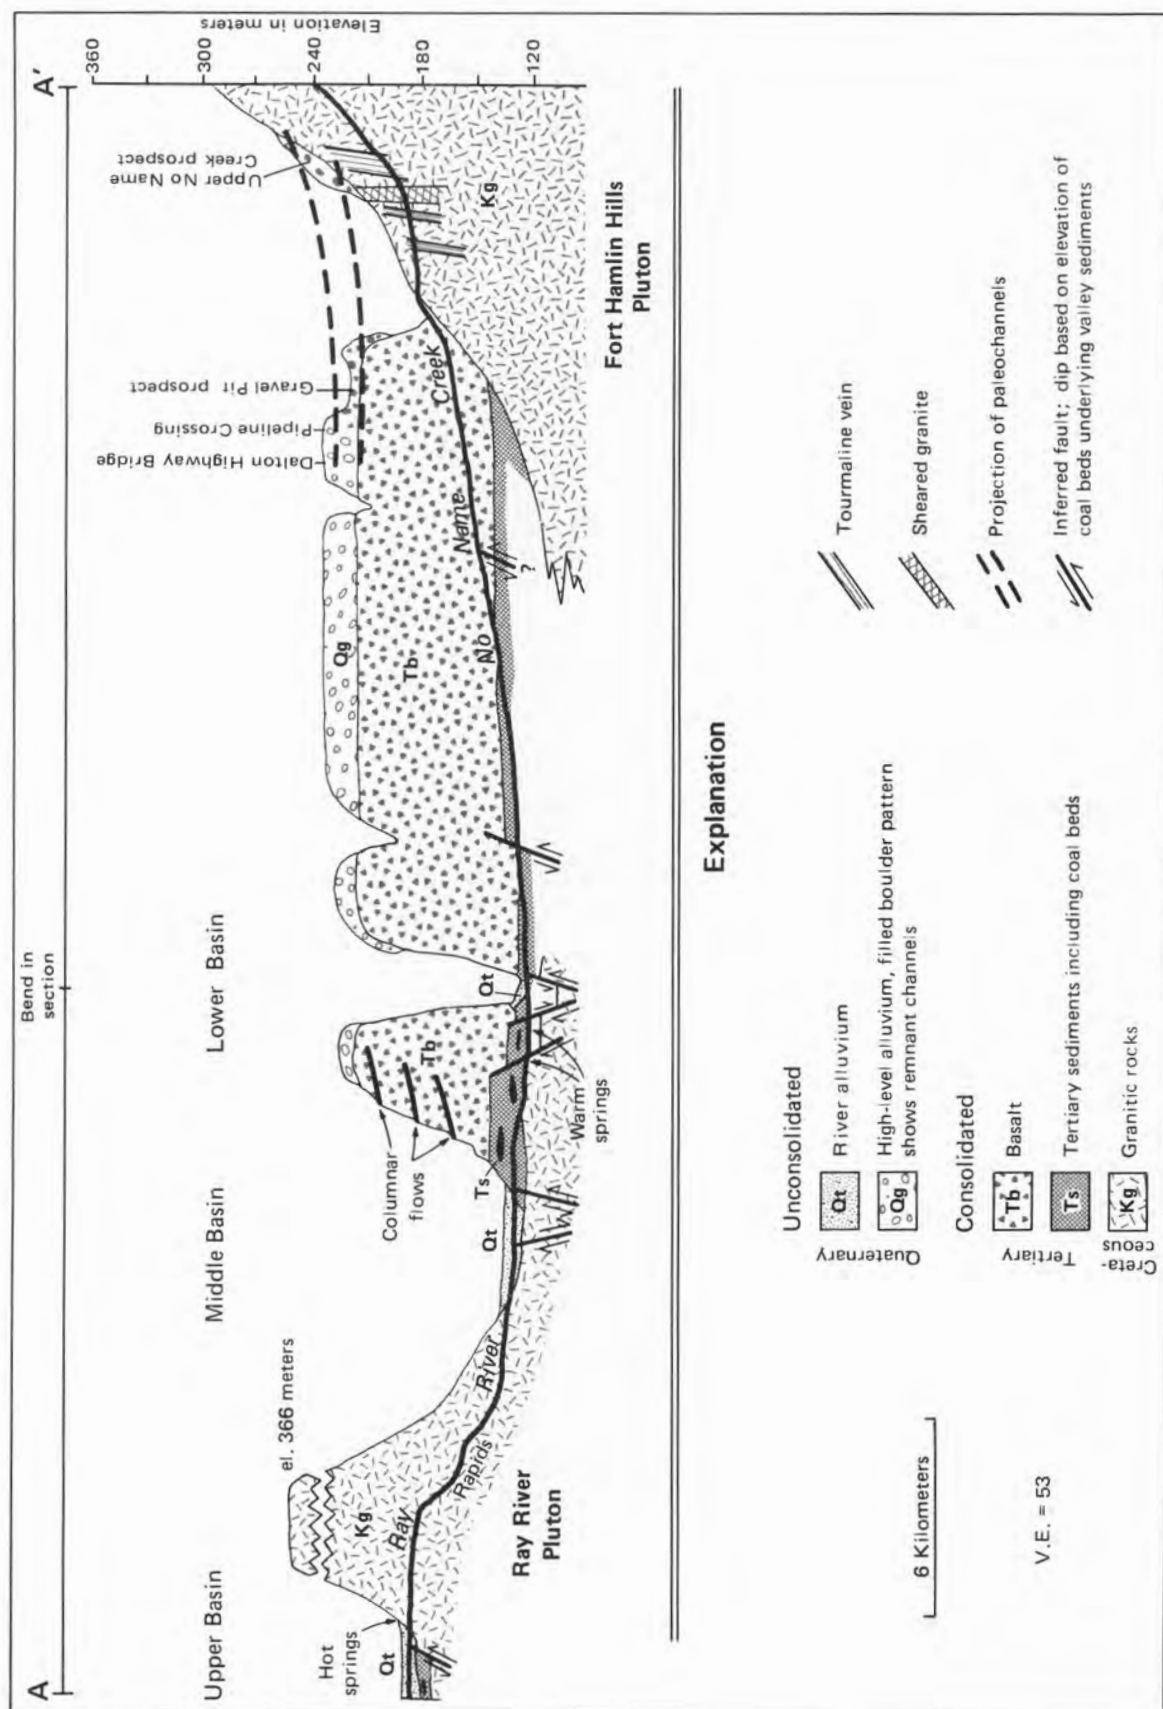 A
Bend in
section
A'
Upper Basin
Middle Basin
Lower Basin
el. 366 meters
Hot
springs
Qt
Kg
Ray
Rapids
River
Ray River
Pluton
Qt
Ts
Columnar
flows
Tb
Warm
springs
Qt
Qg
Tb
No
Name
Creek
?
Dalton Highway Bridge
Pipeline Crossing
Gravel Pit prospect
Upper No Name
Creek prospect
Kg
Fort Hamlin Hills
Pluton
360
300
240
180
120
Elevation in meters
Explanation
6 Kilometers
V.E. = 53
Unconsolidated
Quaternary
Qt
River alluvium
Qg
High-level alluvium, filled boulder pattern
shows remnant channels
Consolidated
Tertiary
Tb
Basalt
Ts
Tertiary sediments including coal beds
Creta-
ceous
Kg
Granitic rocks
Tourmaline vein
Sheared granite
Projection of paleochannels
Inferred fault; dip based on elevation of
coal beds underlying valley sediments